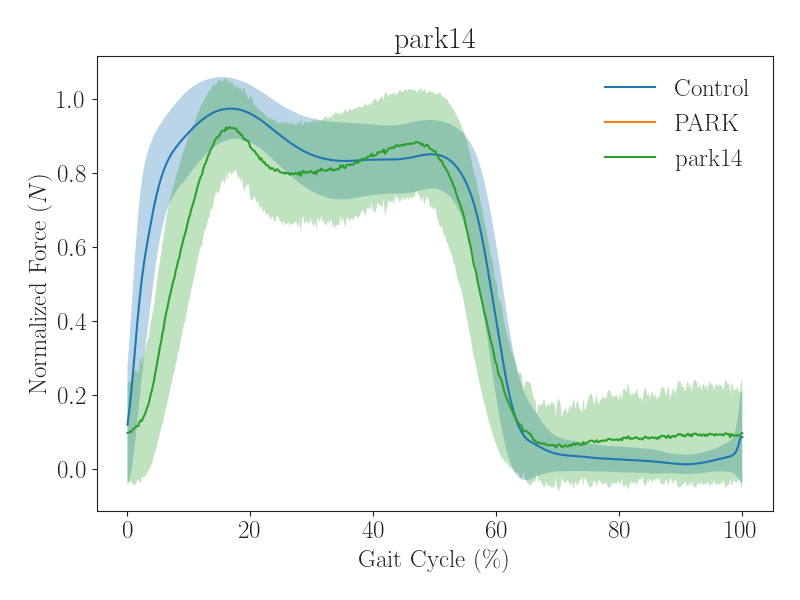 park14
Control
PARK
park14
Normalized Force (N)
1.0
0.8
0.6
0.4
0.2
0.0
0 20 40 60 80 100
Gait Cycle (%)